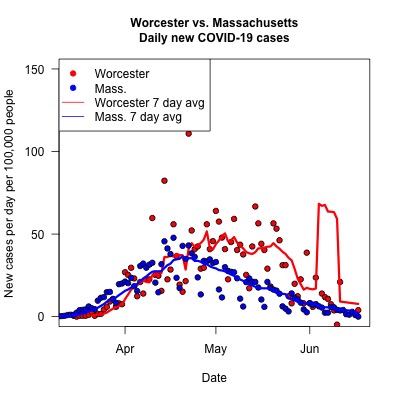 Worcester vs. Massachusetts
Daily new COVID-19 cases
New cases per day per 100,000 people
150
100
50
0
Worcester
Mass.
Worcester 7 day avg
Mass. 7 day avg
Apr
May
Jun
Date